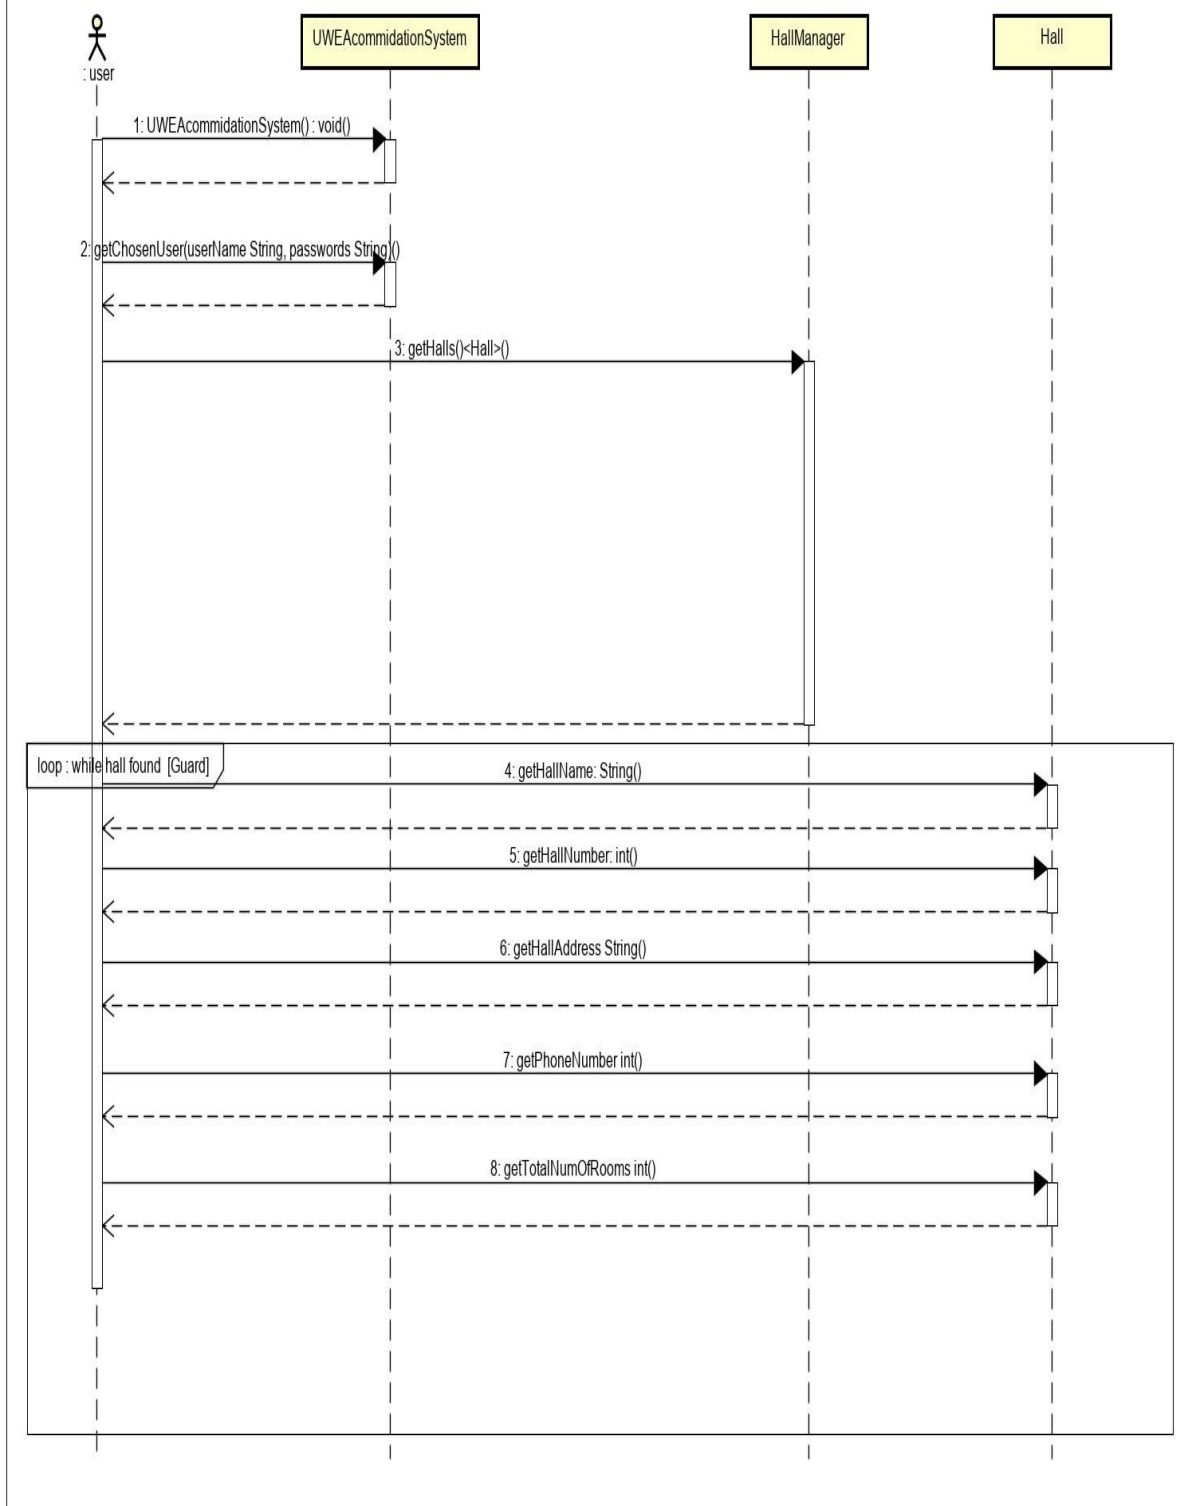 UWEAcommidationSystem
HallManager
Hall
: user
1: UWEAcommidationSystem() : void()
2: getChosenUser(userName String, passwords String)()
3: getHalls()<Hall>()
loop : while hall found [Guard]
4: getHallName: String()
5: getHallNumber: int()
6: getHallAddress String()
7: getPhoneNumber int()
8: getTotalNumOfRooms int()